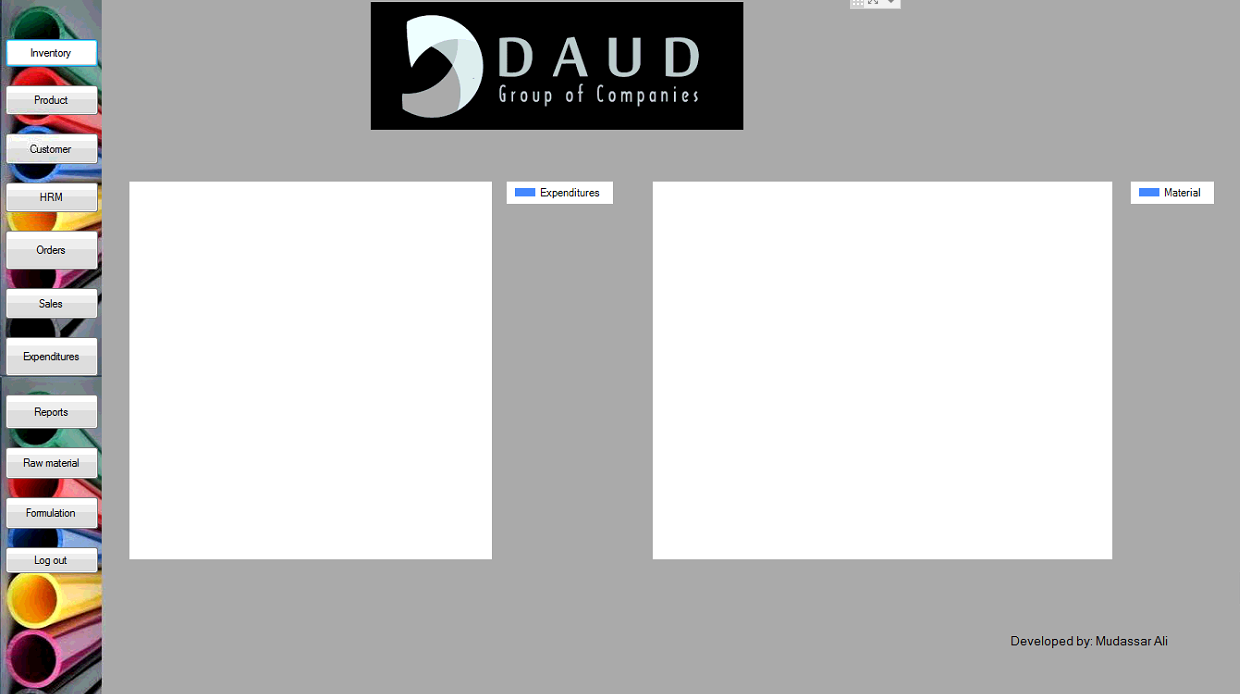 DAUD
Group of Companies
Inventory
Product
Customer
HRM
Orders
Sales
Expenditures
Reports
Raw material
Formulation
Log out
Expenditures
Material
Developed by: Mudassar Ali